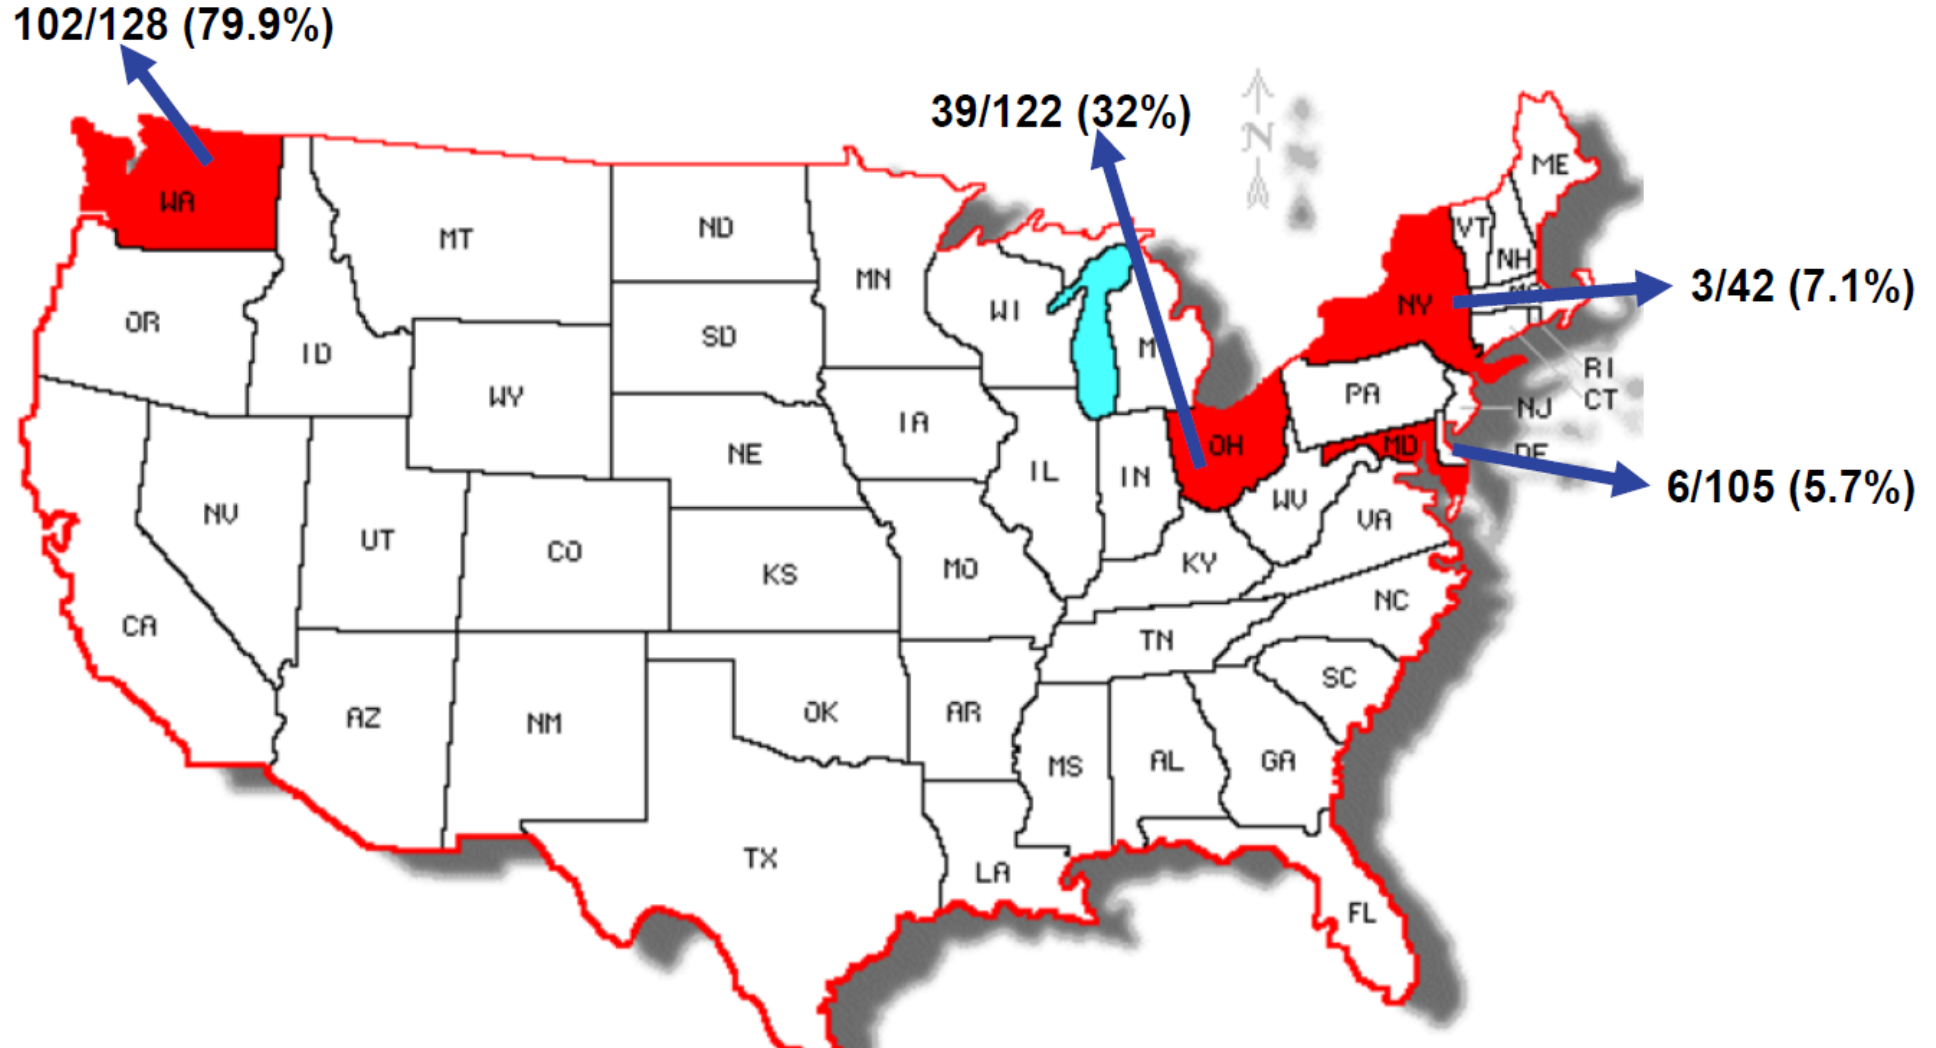 102/128 (79.9%)
39/122 (32%)
N
ME
WA
VT
NH
MT
ND
MN
WI
NY
3/42 (7.1%)
OR
ID
SD
M
RI
CT
WY
PA
NJ
IA
NE
OH
MD
DE
6/105 (5.7%)
IL
IN
WV
VA
NV
UT
CO
KS
MO
KY
CA
NC
TN
SC
AZ
NM
OK
AR
MS
AL
GA
TX
LA
FL